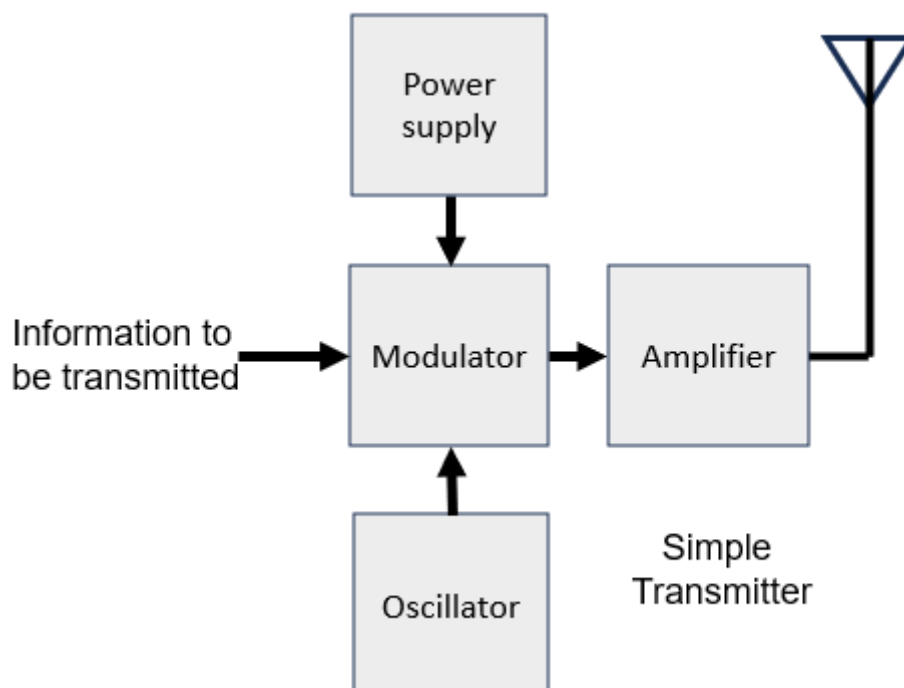 Power
supply
Information to
be transmitted
Modulator
Amplifier
Oscillator
Simple
Transmitter